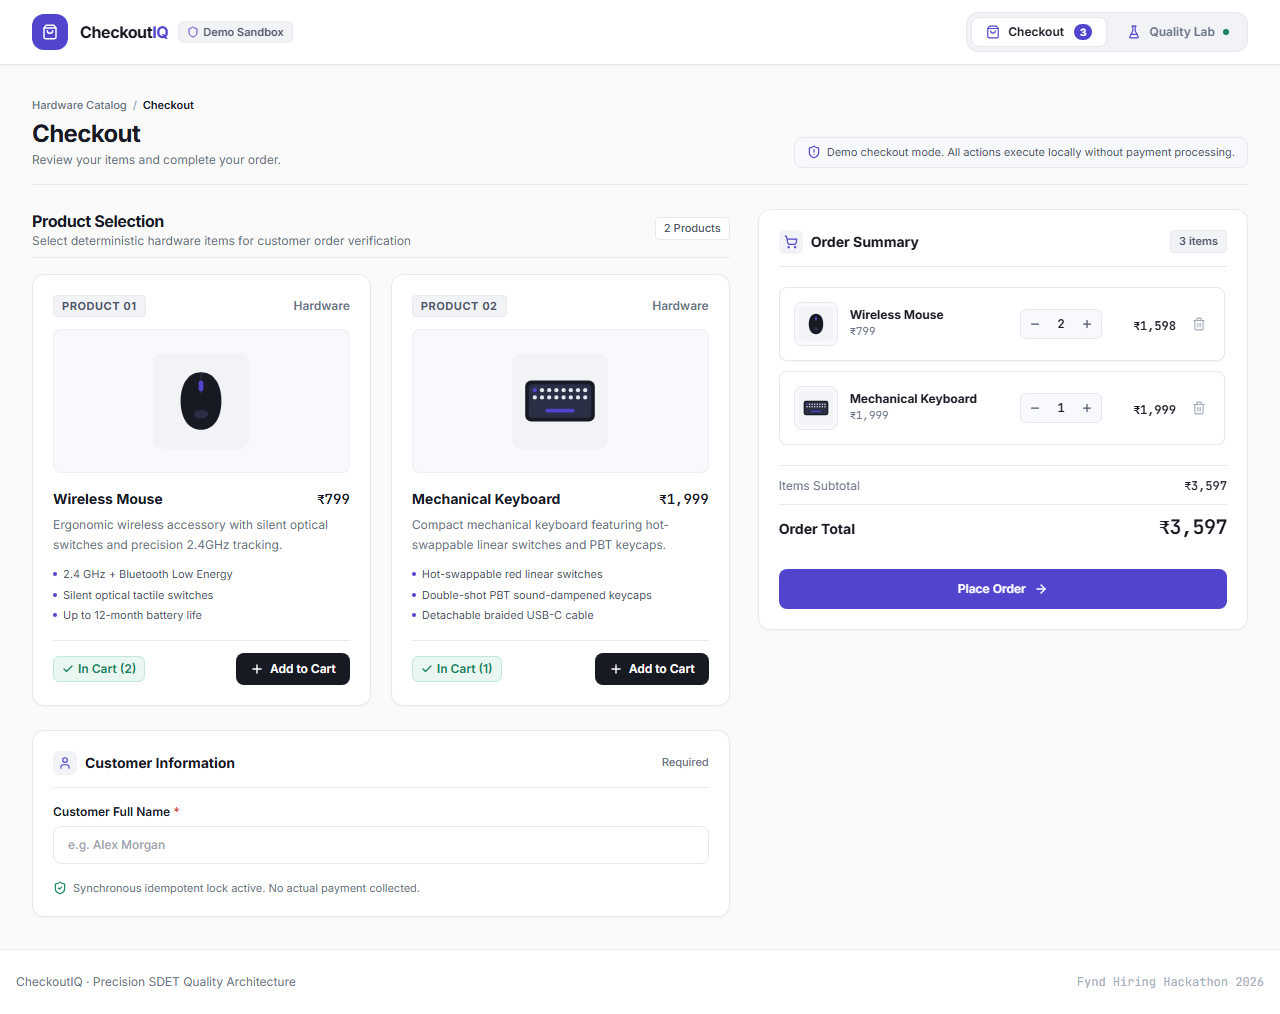 CheckoutIQ
Demo Sandbox
Checkout 3
Quality Lab
Hardware Catalog / Checkout
Checkout
Review your items and complete your order.
Demo checkout mode. All actions execute locally without payment processing.
Product Selection
Select deterministic hardware items for customer order verification
2 Products
PRODUCT 01
Hardware
Wireless Mouse
₹799
Ergonomic wireless accessory with silent optical
switches and precision 2.4GHz tracking.
2.4 GHz + Bluetooth Low Energy
Silent optical tactile switches
Up to 12-month battery life
In Cart (2)
Add to Cart
PRODUCT 02
Hardware
Mechanical Keyboard
₹1,999
Compact mechanical keyboard featuring hot-
swappable linear switches and PBT keycaps.
Hot-swappable red linear switches
Double-shot PBT sound-dampened keycaps
Detachable braided USB-C cable
In Cart (1)
Add to Cart
Customer Information
Required
Customer Full Name *
e.g. Alex Morgan
Synchronous idempotent lock active. No actual payment collected.
Order Summary
3 items
Wireless Mouse
₹799
− 2 +
₹1,598
Mechanical Keyboard
₹1,999
− 1 +
₹1,999
Items Subtotal
₹3,597
Order Total
₹3,597
Place Order →
CheckoutIQ · Precision SDET Quality Architecture
Fynd Hiring Hackathon 2026